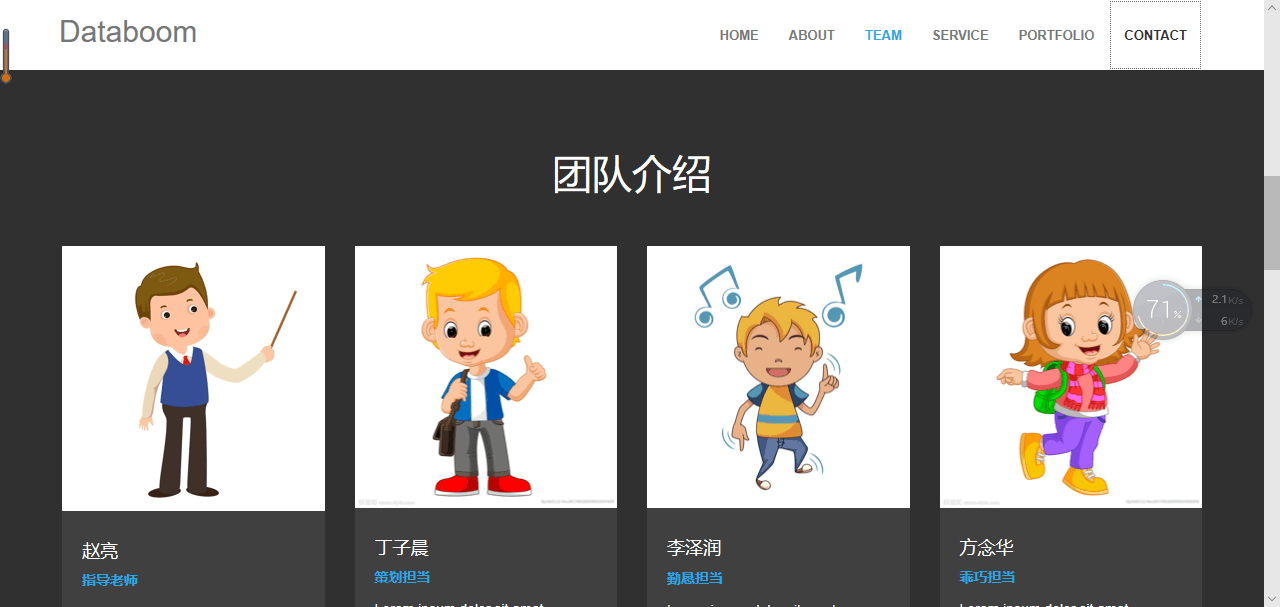 Databoom
HOME ABOUT TEAM SERVICE PORTFOLIO CONTACT
团队介绍
71%
2.1K/s
6K/s
赵亮
指导老师
丁子晨
策划担当
李泽润
勤恳担当
方念华
乖巧担当